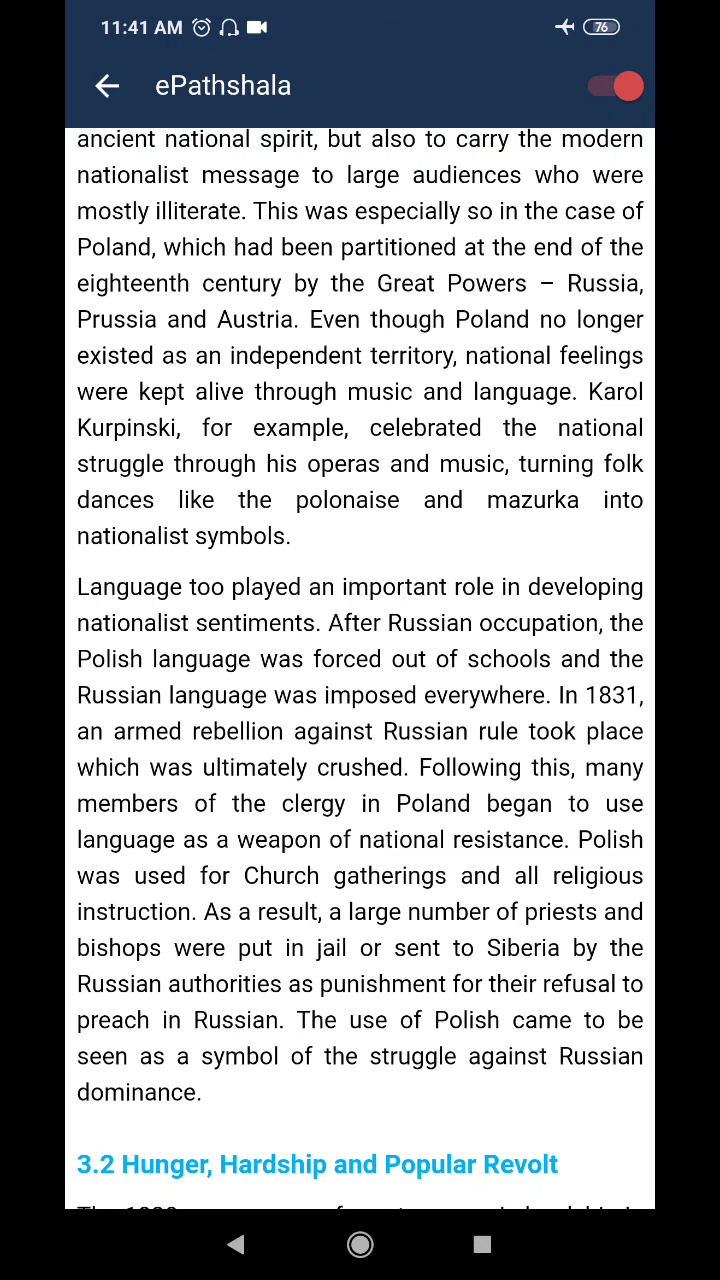 11:41 AM
76
ePathshala
ancient national spirit, but also to carry the modern
nationalist message to large audiences who were
mostly illiterate. This was especially so in the case of
Poland, which had been partitioned at the end of the
eighteenth century by the Great Powers – Russia,
Prussia and Austria. Even though Poland no longer
existed as an independent territory, national feelings
were kept alive through music and language. Karol
Kurpinski, for example, celebrated the national
struggle through his operas and music, turning folk
dances like the polonaise and mazurka into
nationalist symbols.
Language too played an important role in developing
nationalist sentiments. After Russian occupation, the
Polish language was forced out of schools and the
Russian language was imposed everywhere. In 1831,
an armed rebellion against Russian rule took place
which was ultimately crushed. Following this, many
members of the clergy in Poland began to use
language as a weapon of national resistance. Polish
was used for Church gatherings and all religious
instruction. As a result, a large number of priests and
bishops were put in jail or sent to Siberia by the
Russian authorities as punishment for their refusal to
preach in Russian. The use of Polish came to be
seen as a symbol of the struggle against Russian
dominance.
3.2 Hunger, Hardship and Popular Revolt